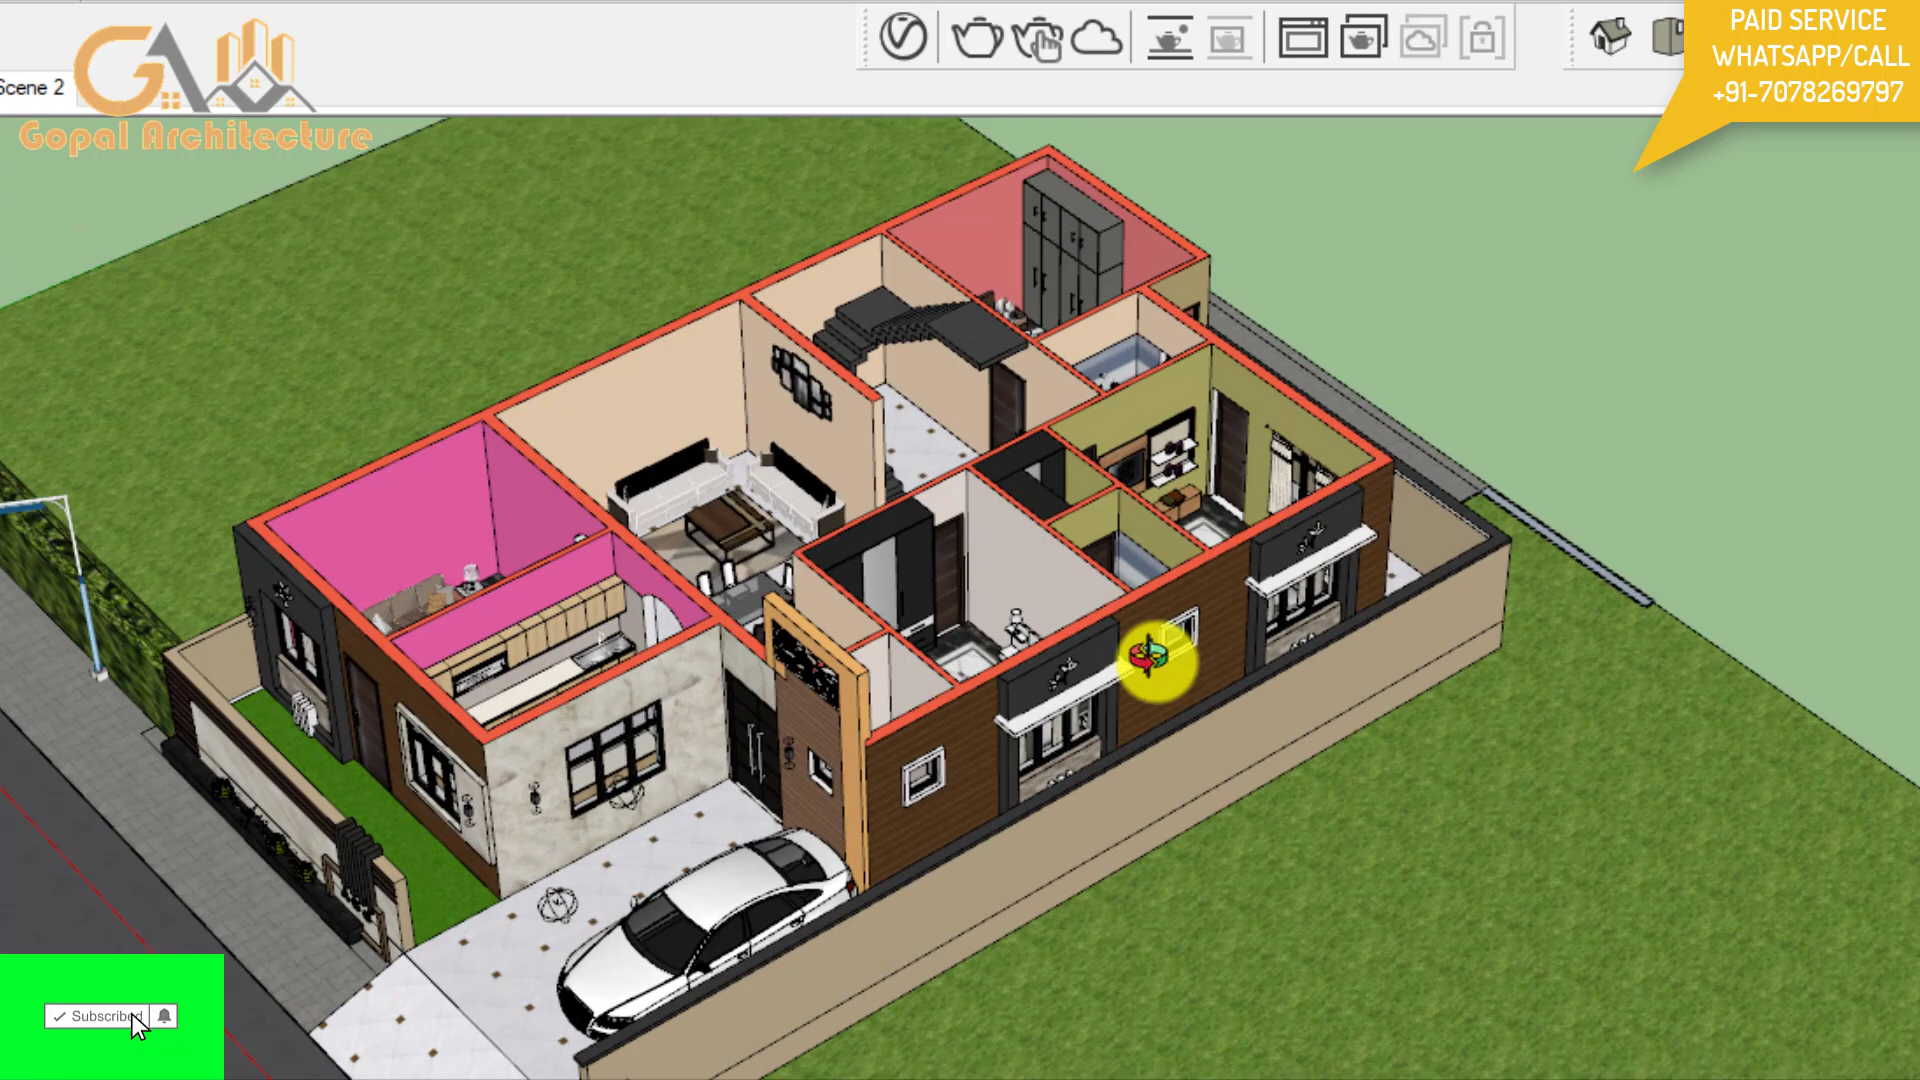 PAID SERVICE
WHATSAPP/CALL
+91-7078269797
Scene 2
Gopal Architecture
Subscribed